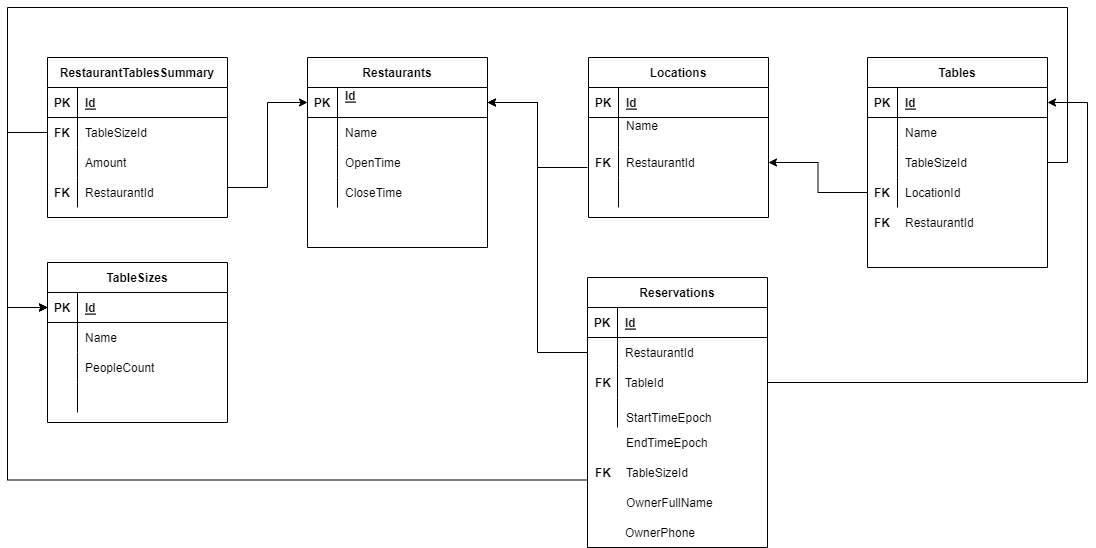 RestaurantTablesSummary
PK Id
FK TableSizeId
Amount
FK RestaurantId
Restaurants
PK Id
Name
OpenTime
CloseTime
Locations
PK Id
Name
FK RestaurantId
Tables
PK Id
Name
TableSizeId
FK LocationId
FK RestaurantId
TableSizes
PK Id
Name
PeopleCount
Reservations
PK Id
RestaurantId
FK TableId
StartTimeEpoch
EndTimeEpoch
FK TableSizeId
OwnerFullName
OwnerPhone